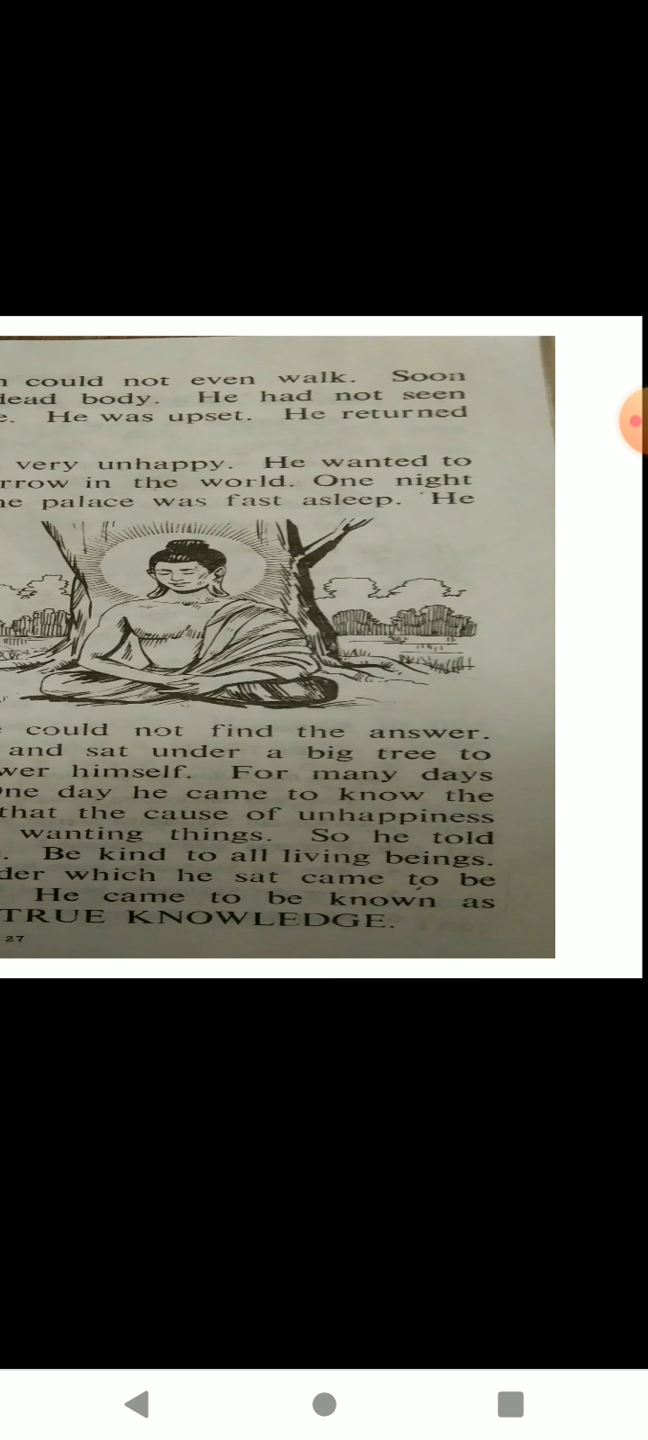 could not even walk. Soon
dead body. He had not seen
He was upset. He returned
very unhappy. He wanted to
in the world. One night
palace was fast asleep. He
could not find the answer.
and sat under a big tree to
himself. For many days
One day he came to know the
that the cause of unhappiness
wanting things. So he told
Be kind to all living beings.
which he sat came to be
He came to be known as
TRUE KNOWLEDGE.
27